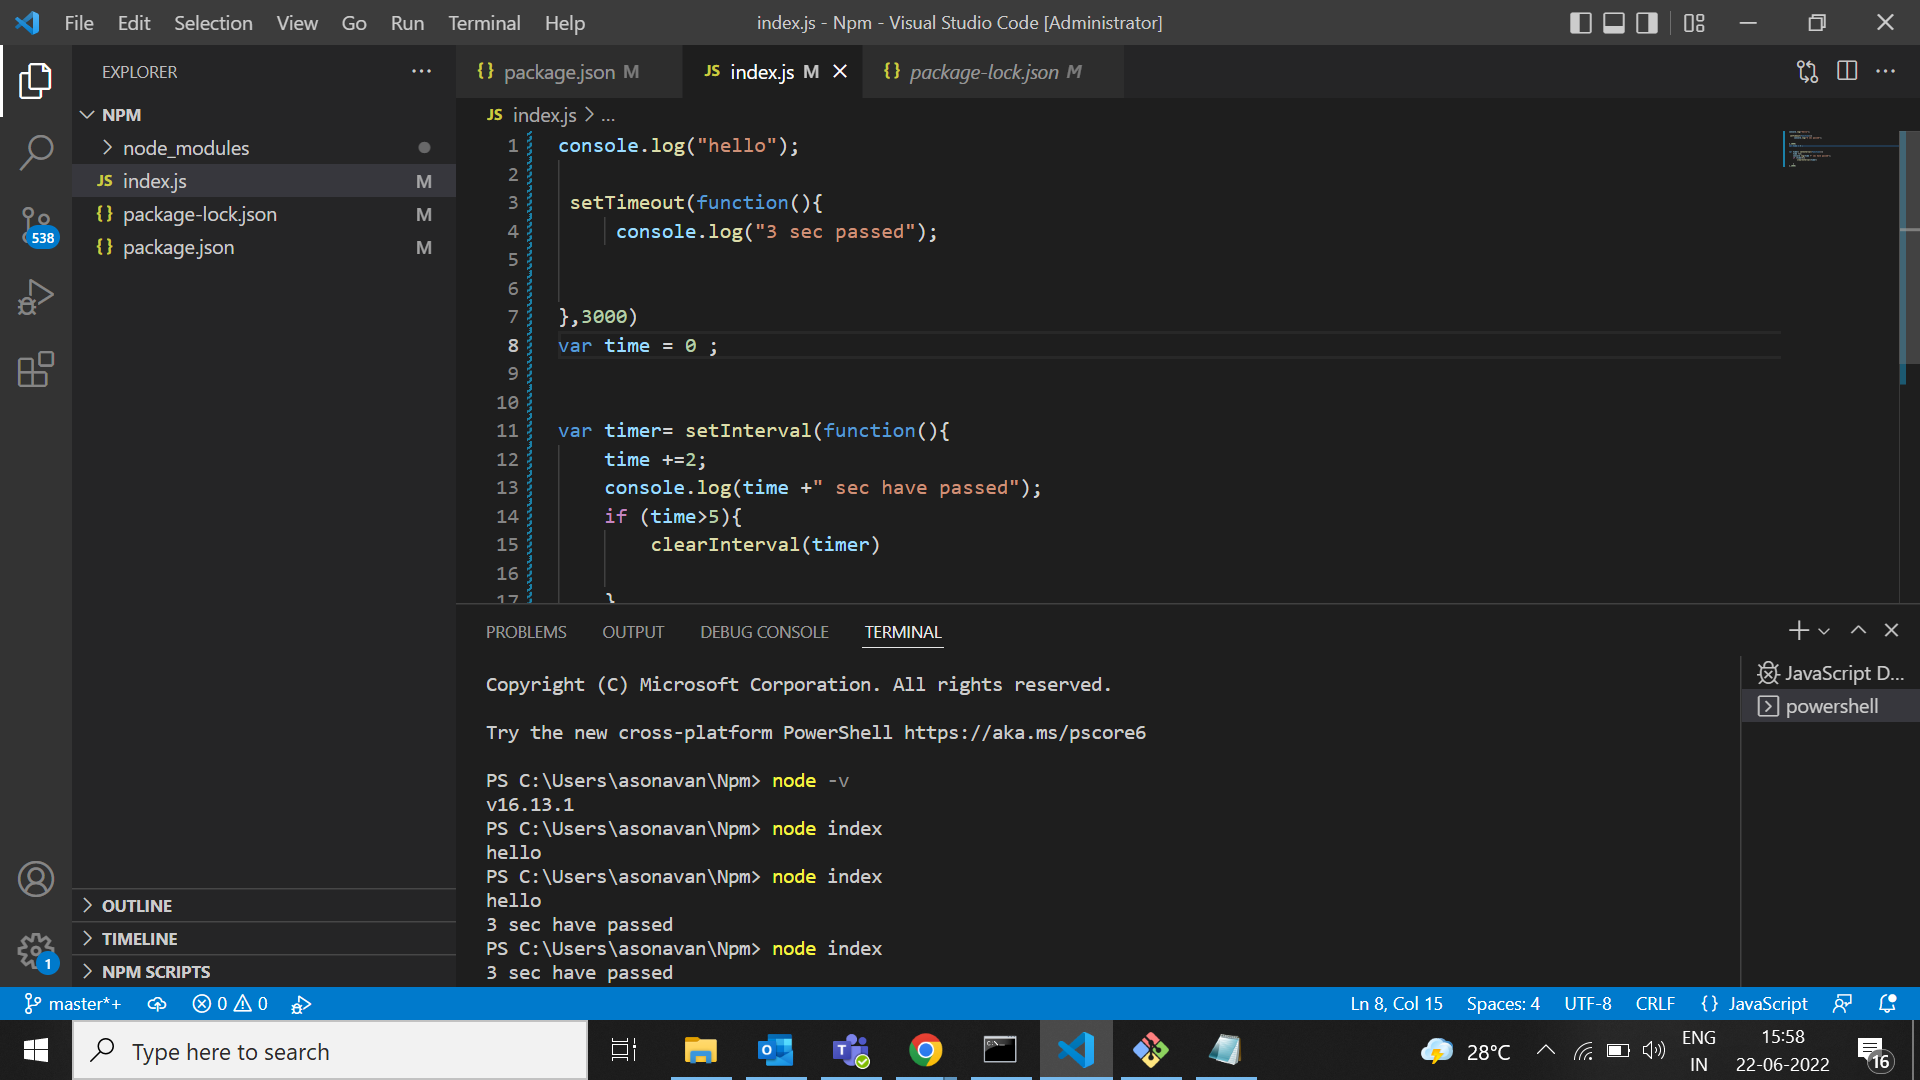 File Edit Selection View Go Run Terminal Help
index.js - Npm - Visual Studio Code [Administrator]
EXPLORER
NPM
node_modules
JS index.js M
{} package-lock.json M
{} package.json M
538
OUTLINE
TIMELINE
NPM SCRIPTS
1
{} package.json M
JS index.js M
{} package-lock.json M
JS index.js > ...
1 console.log("hello");
2
3 setTimeout(function(){
4 console.log("3 sec passed");
5
6
7 },3000)
8 var time = 0 ;
9
10
11 var timer= setInterval(function(){
12 time +=2;
13 console.log(time +" sec have passed");
14 if (time>5){
15 clearInterval(timer)
16
17 }
PROBLEMS OUTPUT DEBUG CONSOLE TERMINAL
Copyright (C) Microsoft Corporation. All rights reserved.
Try the new cross-platform PowerShell https://aka.ms/pscore6
PS C:\Users\asonavan\Npm> node -v
v16.13.1
PS C:\Users\asonavan\Npm> node index
hello
PS C:\Users\asonavan\Npm> node index
hello
3 sec have passed
PS C:\Users\asonavan\Npm> node index
3 sec have passed
JavaScript D...
powershell
master*+ 0 0
Ln 8, Col 15 Spaces: 4 UTF-8 CRLF {} JavaScript
Type here to search
28°C
ENG
IN
15:58
22-06-2022
16